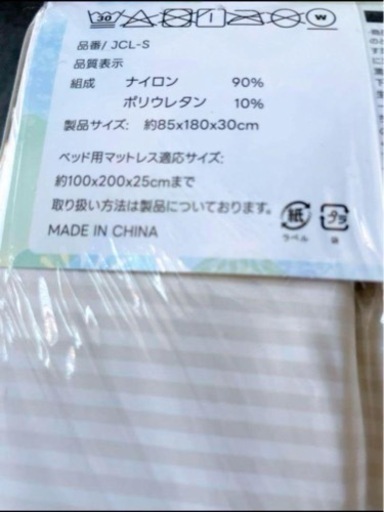 30 W
品番/ JCL-S
品質表示
組成 ナイロン 90%
ポリウレタン 10%
製品サイズ: 約85x180x30cm
ベッド用マットレス適応サイズ:
約100x200x25cmまで
取り扱い方法は製品についております。
MADE IN CHINA
紙 プラ
ラベル 袋